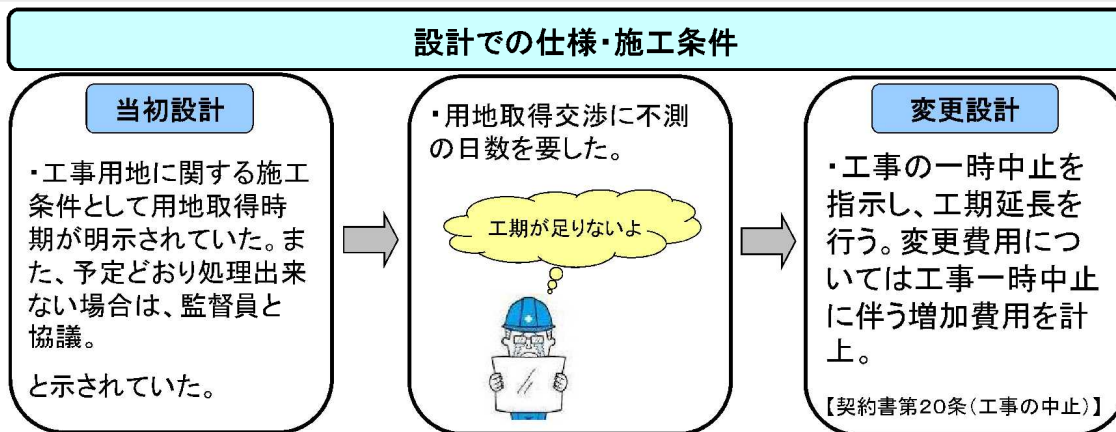 設計での仕様・施工条件
当初設計
・工事用地に関する施工
条件として用地取得時
期が明示されていた。ま
た、予定どおり処理出来
ない場合は、監督員と
協議。
と示されていた。
・用地取得交渉に不測
の日数を要した。
工期が足りないよ
変更設計
・工事の一時中止を
指示し、工期延長を
行う。変更費用につ
いては工事一時中止
に伴う増加費用を計
上。
【契約書第20条(工事の中止)】